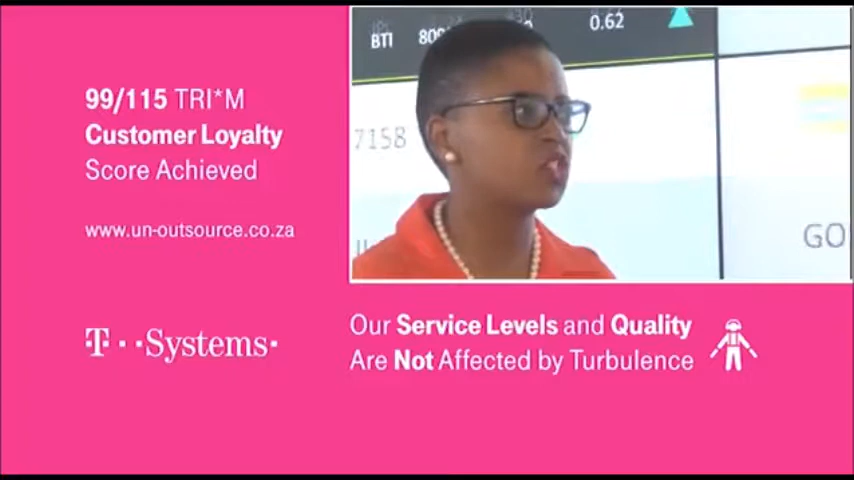 99/115 TRI*M
Customer Loyalty
Score Achieved
www.un-outsource.co.za
T··Systems·
BTI
0.62
7158
GO
Our Service Levels and Quality
Are Not Affected by Turbulence